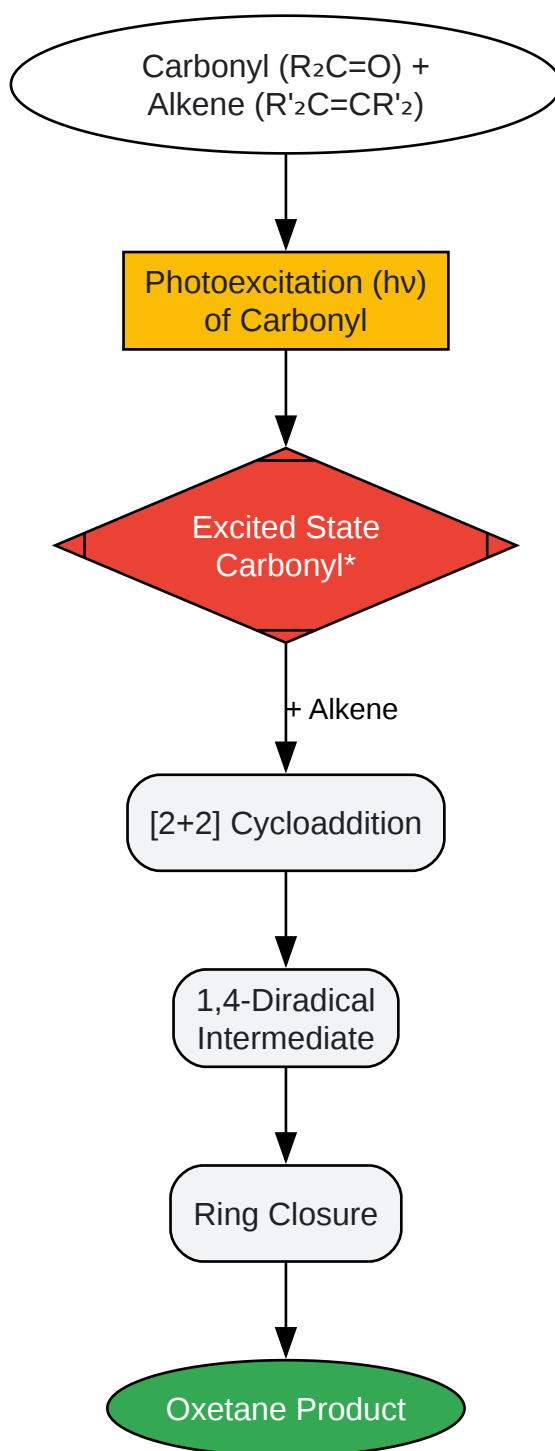 Carbonyl (R₂C=O) +
Alkene (R'₂C=CR'₂)
Photoexcitation (hν)
of Carbonyl
Excited State
Carbonyl*
+ Alkene
[2+2] Cycloaddition
1,4-Diradical
Intermediate
Ring Closure
Oxetane Product